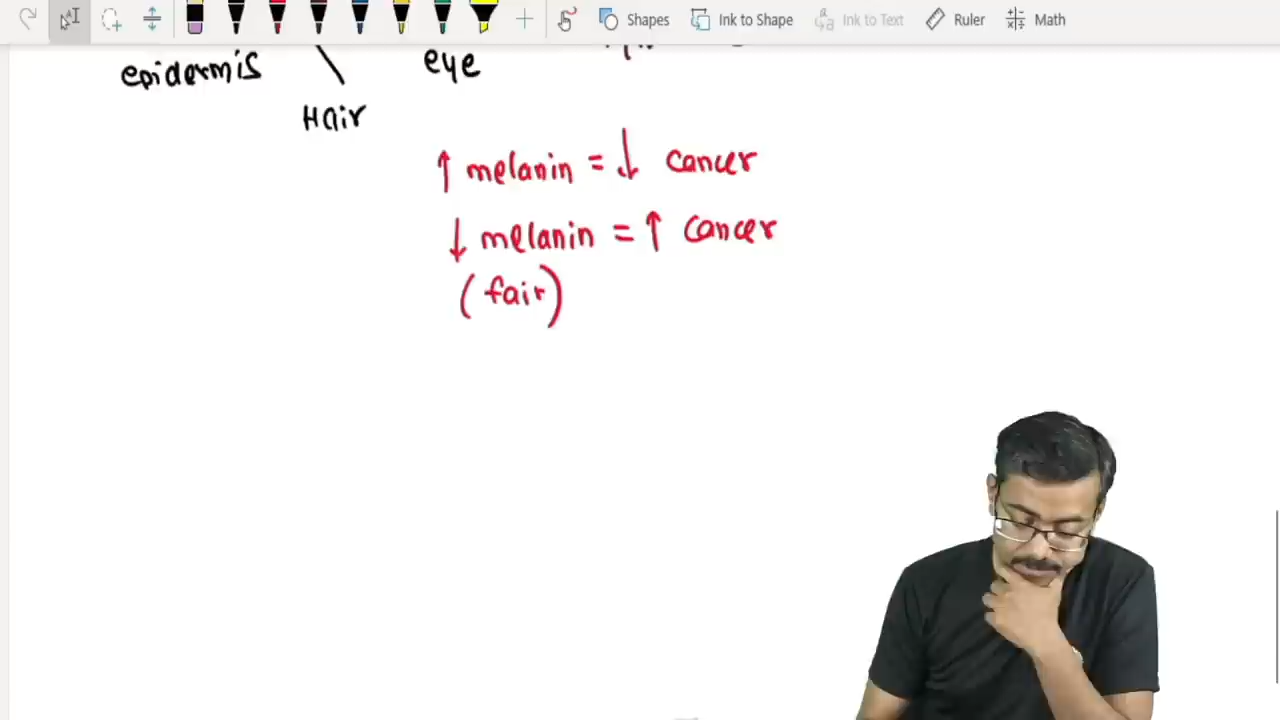 Shapes Ink to Shape Ink to Text Ruler Math
epidermis eye
Hair
↑ melanin = ↓ cancer
↓ melanin = ↑ cancer
(fair)